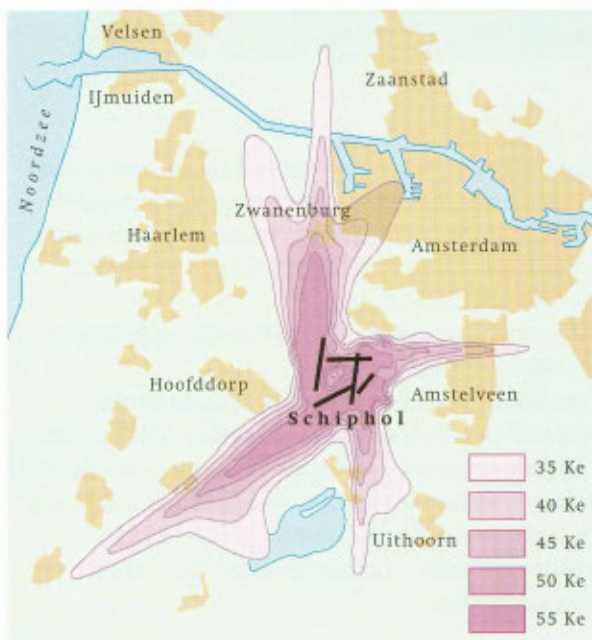 Velsen
Zaanstad
IJmuiden
Noordzee
Zwanenburg
Haarlem
Amsterdam
Hoofddorp
Amstelveen
Schiphol
35 Ke
40 Ke
Uithoorn
45 Ke
50 Ke
55 Ke